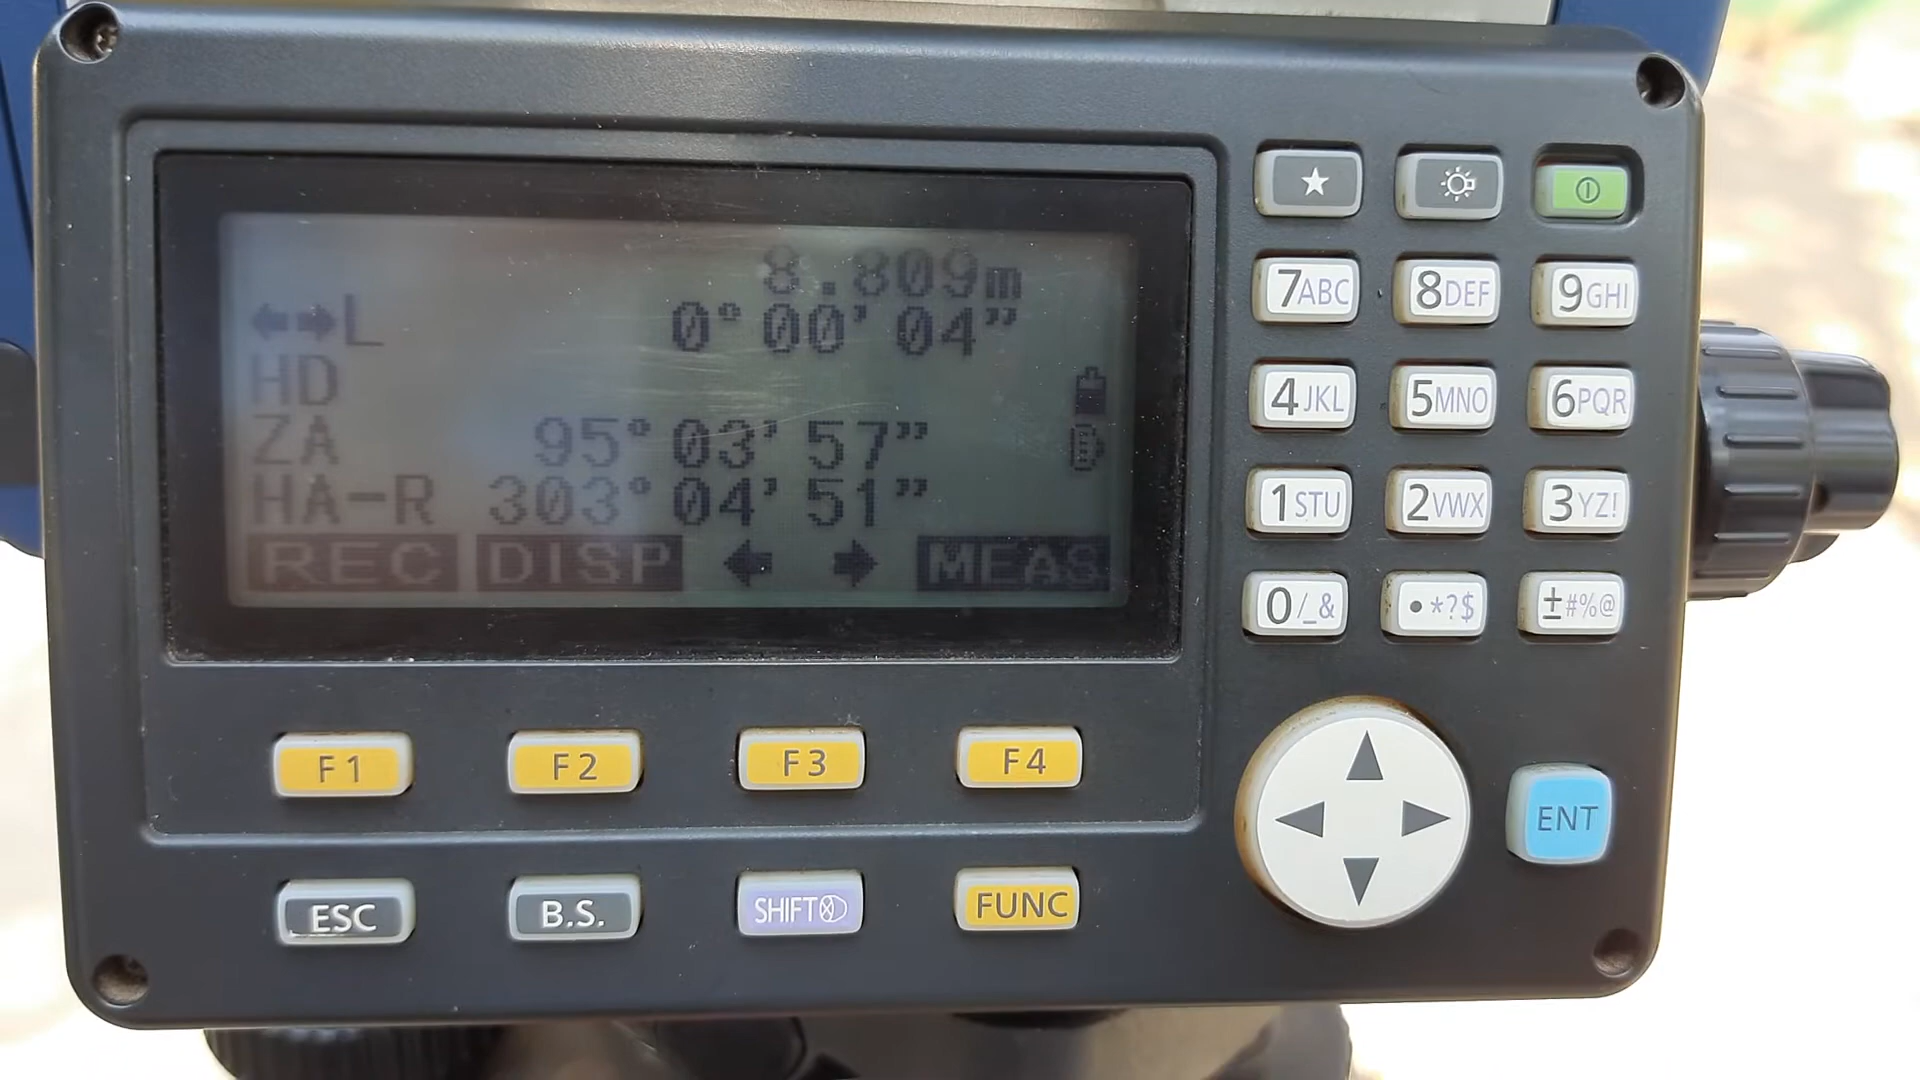 8.809m
←→L 0° 00' 04"
HD
ZA 95° 03' 57"
HA-R 303° 04' 51"
REC DISP ← → MEAS
★
7ABC 8DEF 9GHI
4JKL 5MNO 6PQR
1STU 2VWX 3YZ!
0/_& •*?$ ±#%@
F1 F2 F3 F4
ENT
ESC B.S. SHIFT FUNC